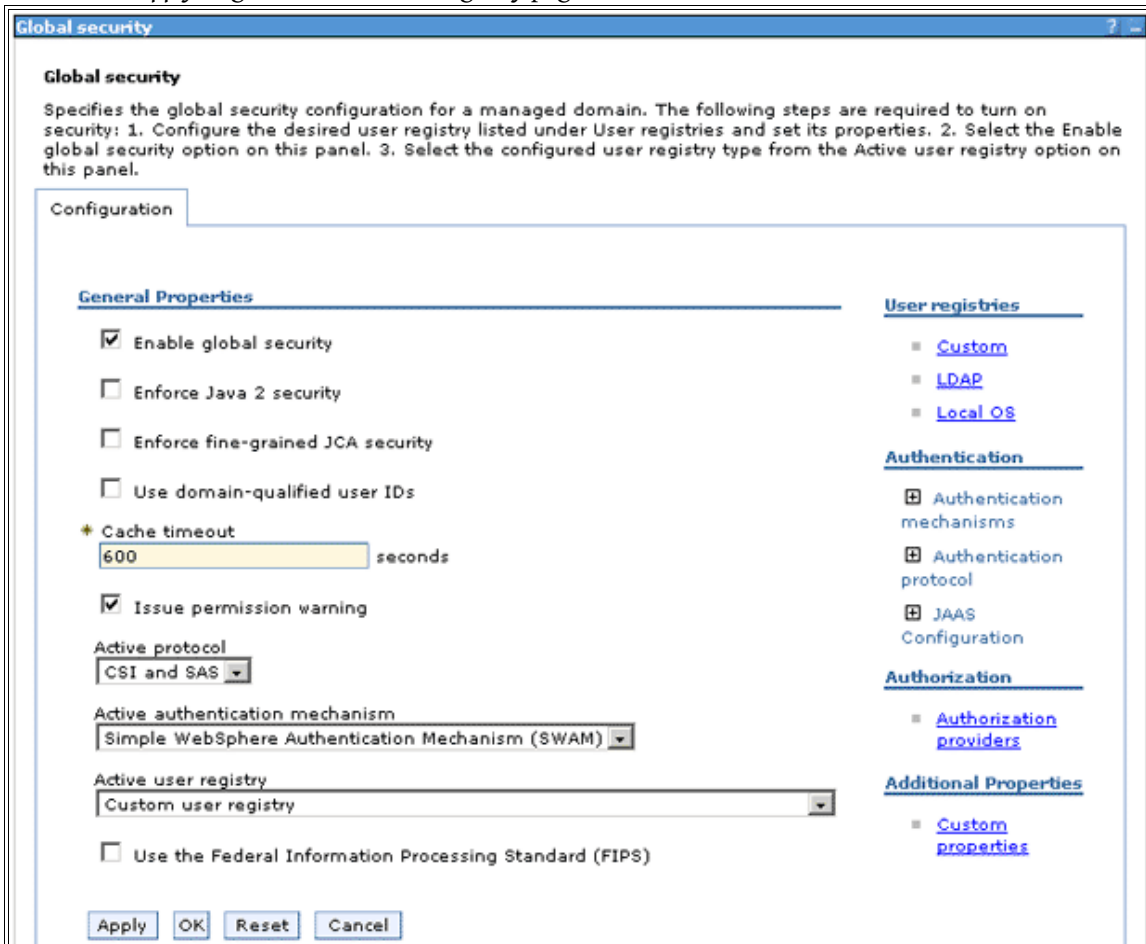 Global security ? _
Global security
Specifies the global security configuration for a managed domain. The following steps are required to turn on
security: 1. Configure the desired user registry listed under User registries and set its properties. 2. Select the Enable
global security option on this panel. 3. Select the configured user registry type from the Active user registry option on
this panel.
Configuration
General Properties
Enable global security
Enforce Java 2 security
Enforce fine-grained JCA security
Use domain-qualified user IDs
* Cache timeout
600 seconds
Issue permission warning
Active protocol
CSI and SAS
Active authentication mechanism
Simple WebSphere Authentication Mechanism (SWAM)
Active user registry
Custom user registry
Use the Federal Information Processing Standard (FIPS)
Apply OK Reset Cancel
User registries
Custom
LDAP
Local OS
Authentication
Authentication
mechanisms
Authentication
protocol
JAAS
Configuration
Authorization
Authorization
providers
Additional Properties
Custom
properties